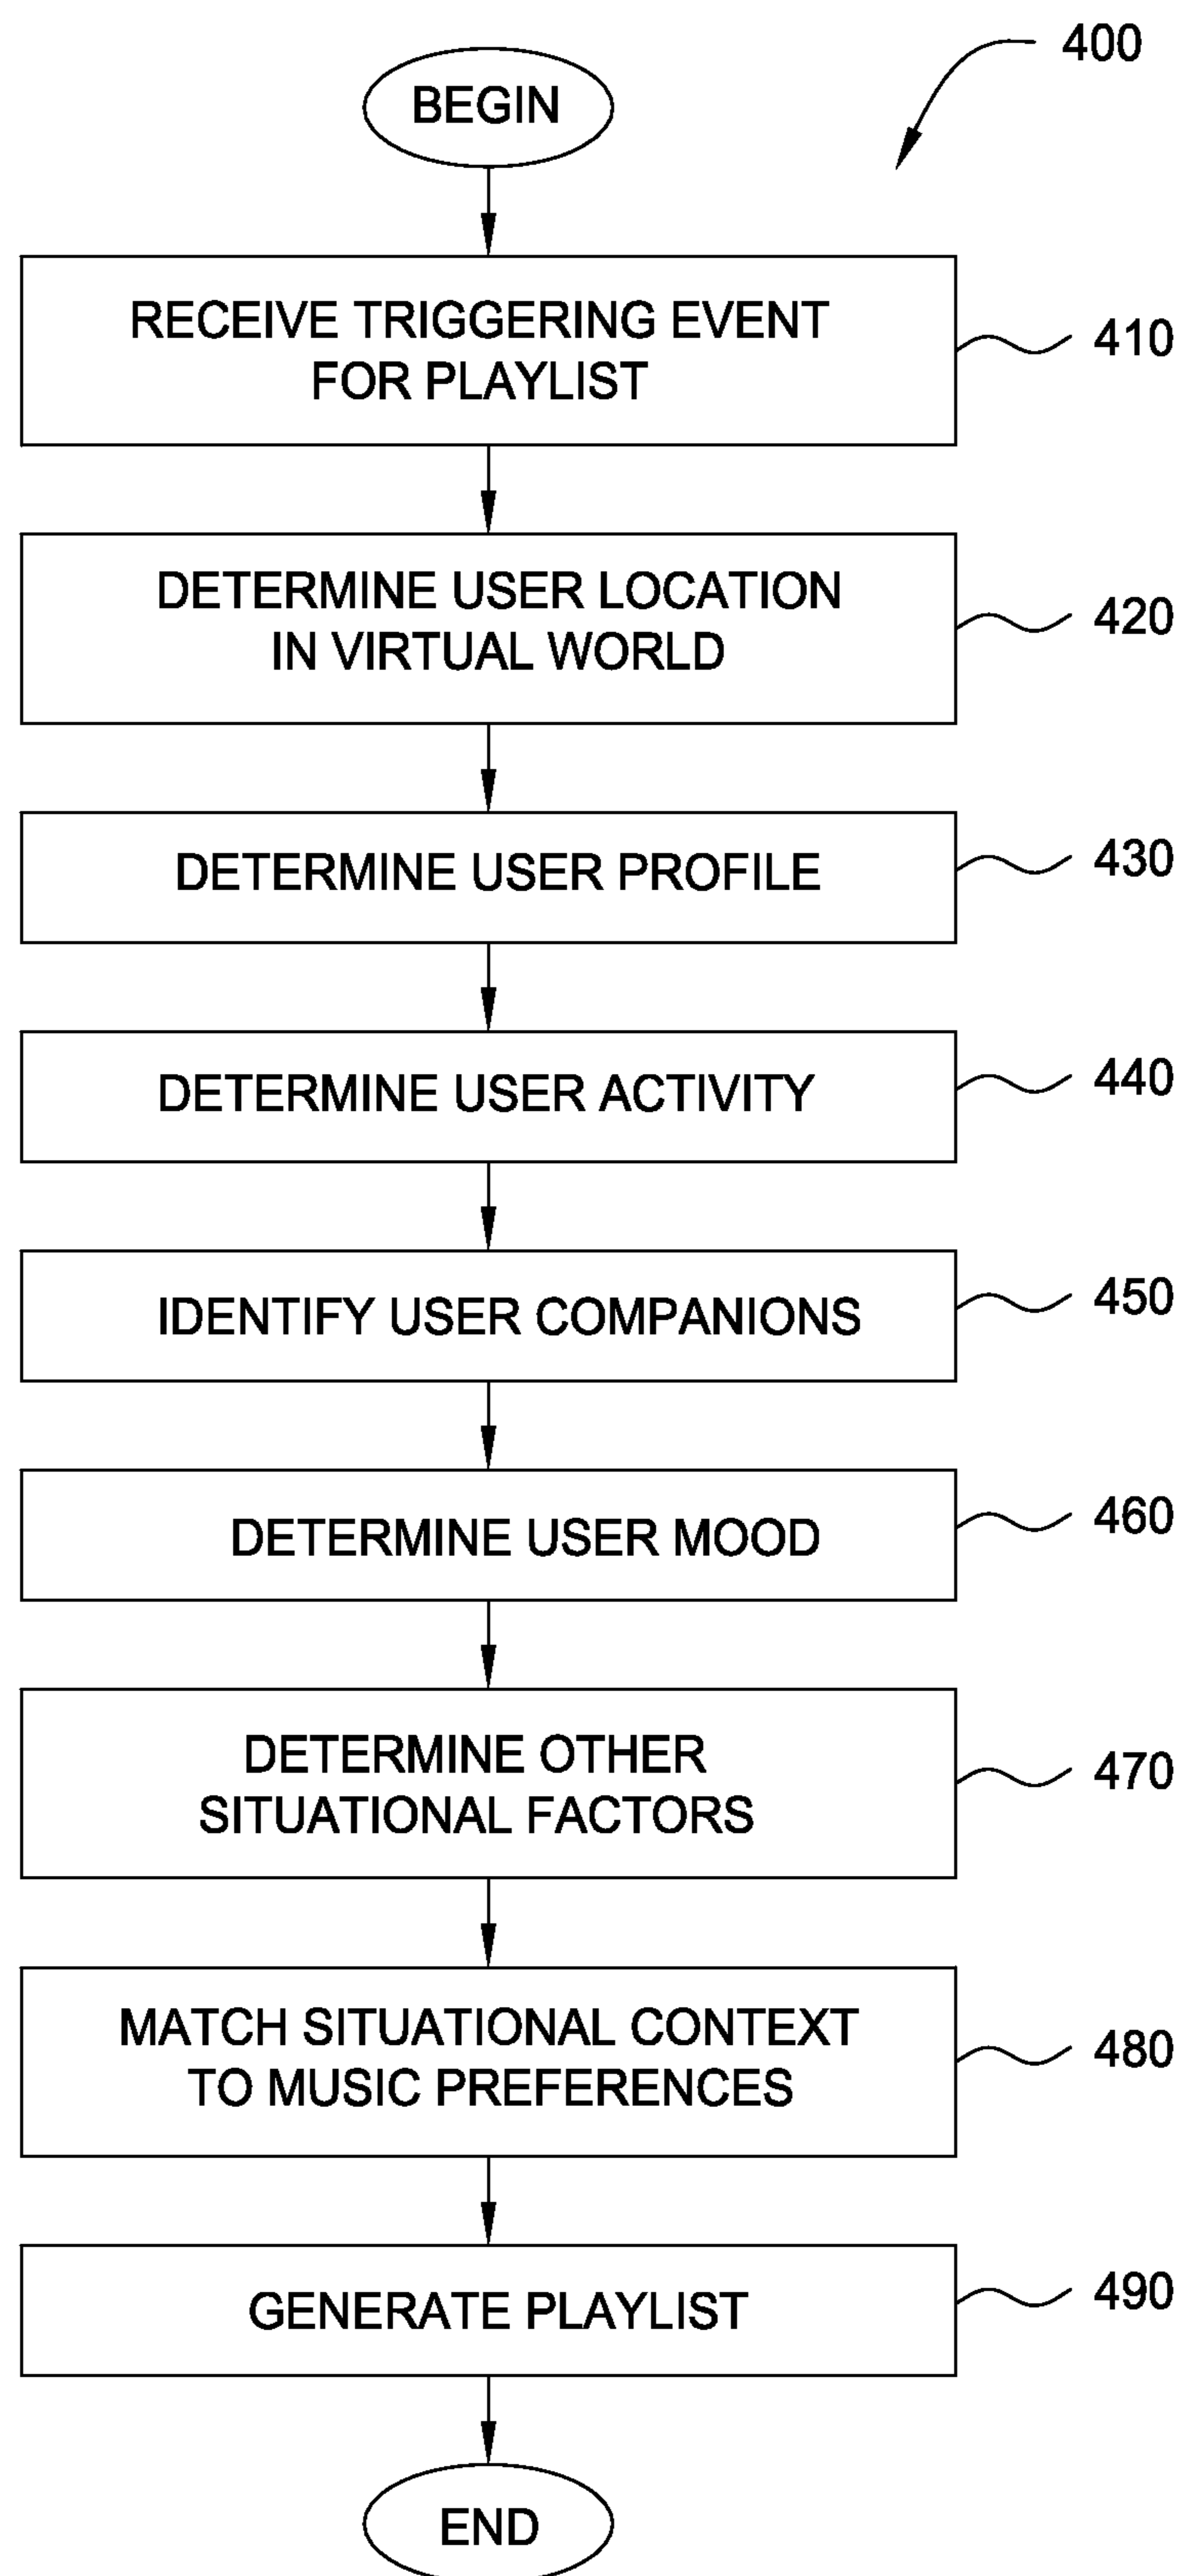 400
BEGIN
RECEIVE TRIGGERING EVENT
FOR PLAYLIST
410
DETERMINE USER LOCATION
IN VIRTUAL WORLD
420
DETERMINE USER PROFILE
430
DETERMINE USER ACTIVITY
440
IDENTIFY USER COMPANIONS
450
DETERMINE USER MOOD
460
DETERMINE OTHER
SITUATIONAL FACTORS
470
MATCH SITUATIONAL CONTEXT
TO MUSIC PREFERENCES
480
GENERATE PLAYLIST
490
END